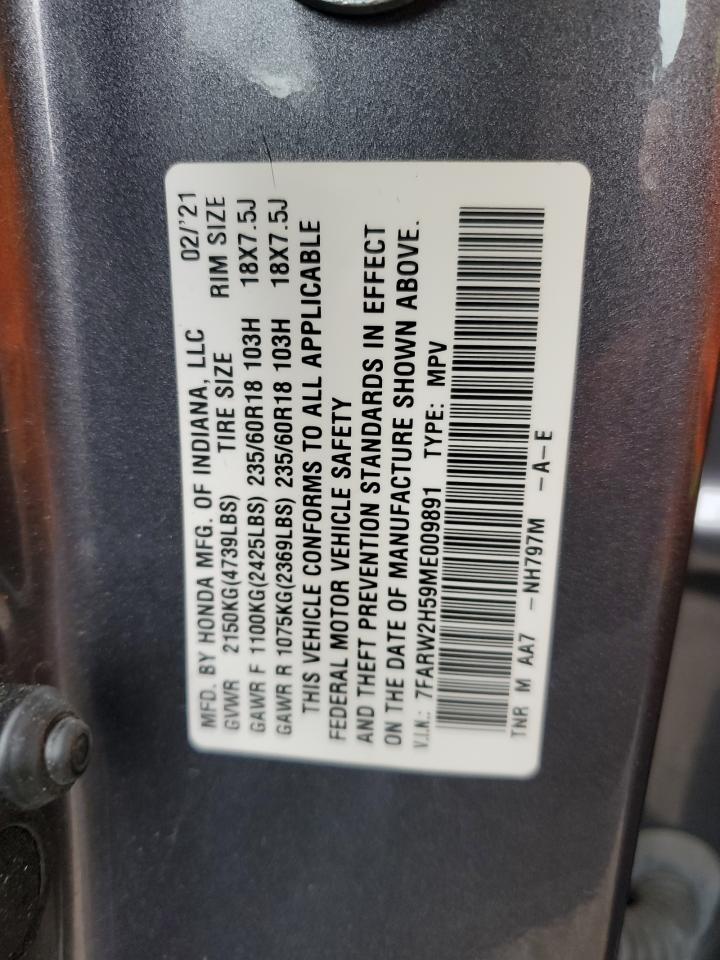 MFD. BY HONDA MFG. OF INDIANA, LLC 02/'21
GVWR 2150KG(4739LBS) TIRE SIZE RIM SIZE
GAWR F 1100KG(2425LBS) 235/60R18 103H 18X7.5J
GAWR R 1075KG(2369LBS) 235/60R18 103H 18X7.5J
THIS VEHICLE CONFORMS TO ALL APPLICABLE
FEDERAL MOTOR VEHICLE SAFETY
AND THEFT PREVENTION STANDARDS IN EFFECT
ON THE DATE OF MANUFACTURE SHOWN ABOVE.
V.I.N.: 7FARW2H59ME009891 TYPE: MPV
TNR M AA7 -NH797M -A-E